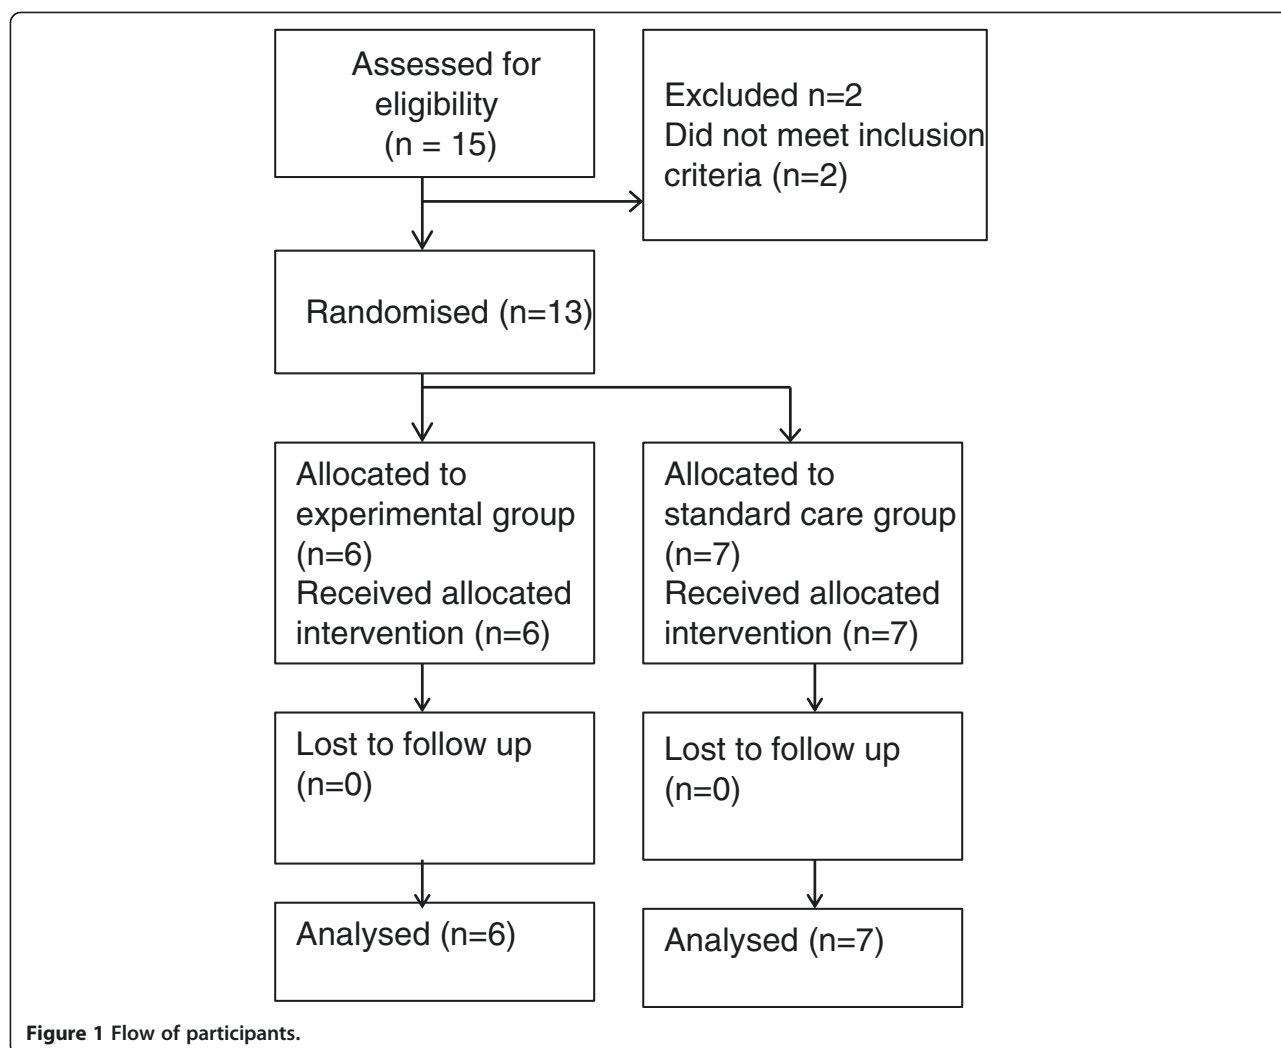 Assessed for
eligibility
(n = 15)
Excluded n=2
Did not meet inclusion
criteria (n=2)
Randomised (n=13)
Allocated to
experimental group
(n=6)
Received allocated
intervention (n=6)
Allocated to
standard care group
(n=7)
Received allocated
intervention (n=7)
Lost to follow up
(n=0)
Lost to follow up
(n=0)
Analysed (n=6)
Analysed (n=7)
Figure 1 Flow of participants.